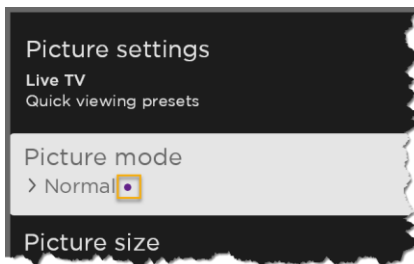 Picture settings
Live TV
Quick viewing presets
Picture mode
> Normal •
Picture size